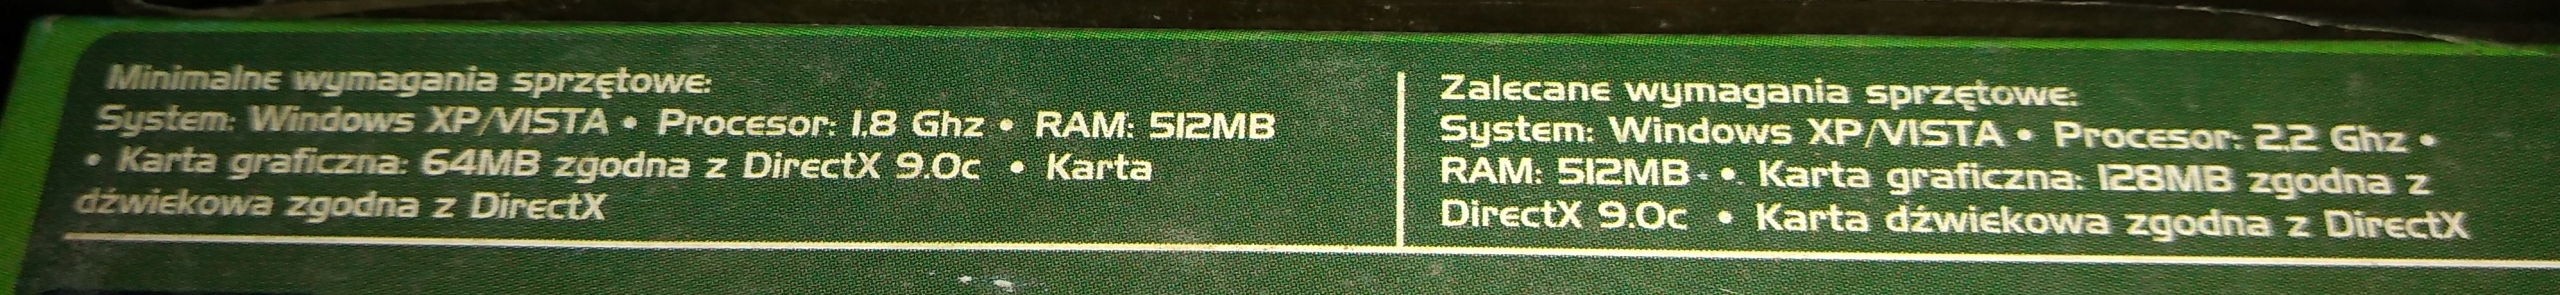 Minimalne wymagania sprzętowe:
System: Windows XP/VISTA • Procesor: 1.8 Ghz • RAM: 512MB
• Karta graficzna: 64MB zgodna z DirectX 9.0c • Karta
dźwiekowa zgodna z DirectX
Zalecane wymagania sprzętowe:
System: Windows XP/VISTA • Procesor: 2.2 Ghz •
RAM: 512MB • Karta graficzna: 128MB zgodna z
DirectX 9.0c • Karta dźwiekowa zgodna z DirectX